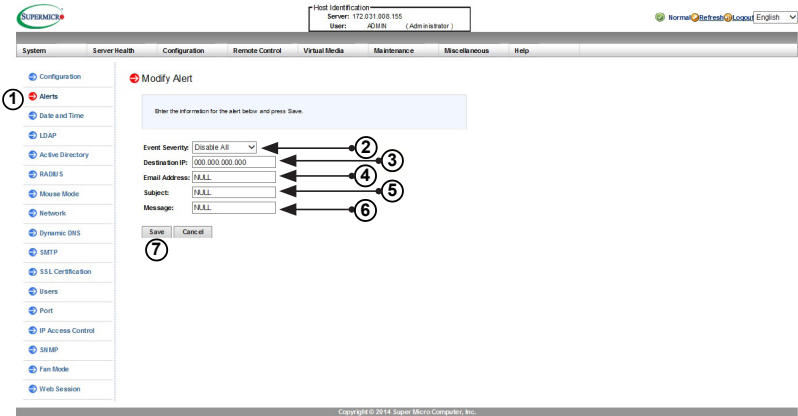 SUPERMICR
Host Identification
Server: 172.031.008.155
User: ADMIN (Administrator)
Normal Refresh Logout English
System Server Health Configuration Remote Control Virtual Media Maintenance Miscellaneous Help
Configuration
1 Alerts
Date and Time
LDAP
Active Directory
RADIUS
Mouse Mode
Network
Dynamic DNS
SMTP
SSL Certification
Users
Port
IP Access Control
SNMP
Fan Mode
Web Session
Modify Alert
Enter the information for the alert below and press Save.
Event Severity: Disable All 2
Destination IP: 000.000.000.000 3
Email Address: NULL 4
Subject: NULL 5
Message: NULL 6
Save Cancel
7
Copyright © 2014 Super Micro Computer, Inc.